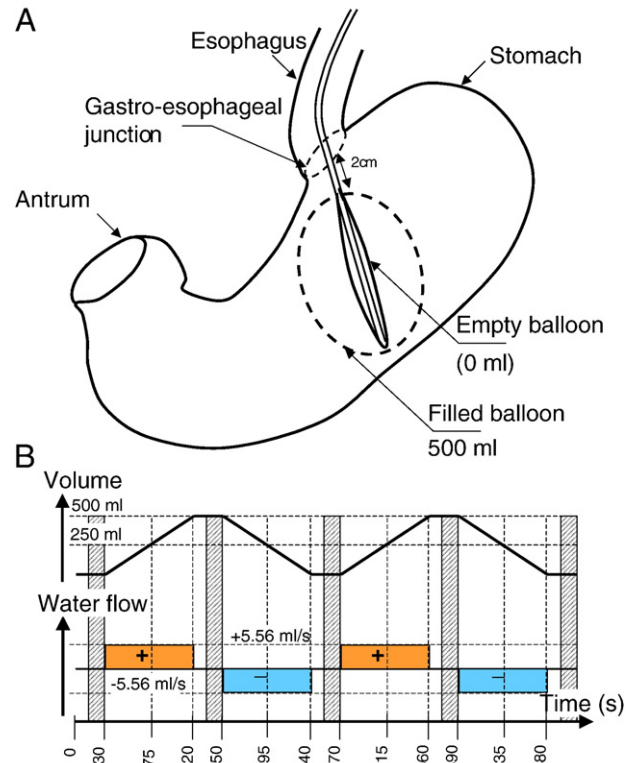 A
Esophagus
Stomach
Gastro-esophageal
junction
2cm
Antrum
Empty balloon
(0 ml)
Filled balloon
500 ml
B
Volume
500 ml
250 ml
Water flow
+5.56 ml/s
+
+
-5.56 ml/s
Time (s)
0
30
75
20
50
95
40
70
15
60
90
35
80